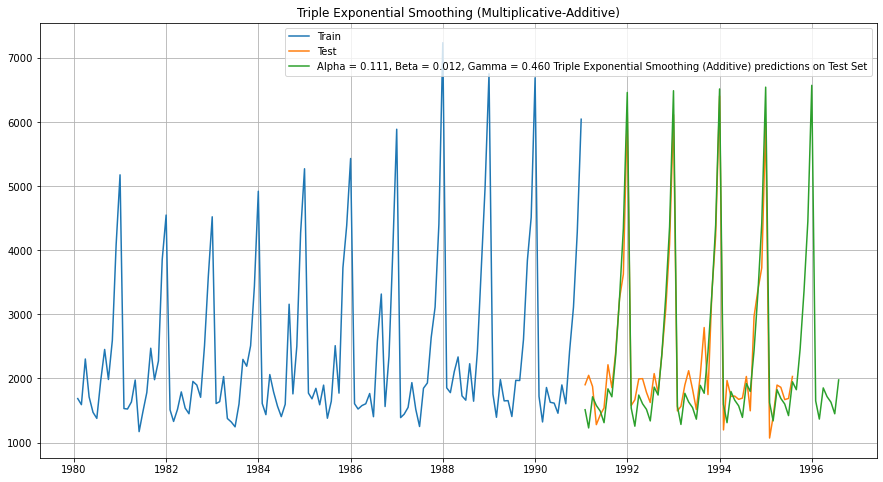 Triple Exponential Smoothing (Multiplicative-Additive)
Train
Test
Alpha = 0.111, Beta = 0.012, Gamma = 0.460 Triple Exponential Smoothing (Additive) predictions on Test Set
7000
6000
5000
4000
3000
2000
1000
1980 1982 1984 1986 1988 1990 1992 1994 1996